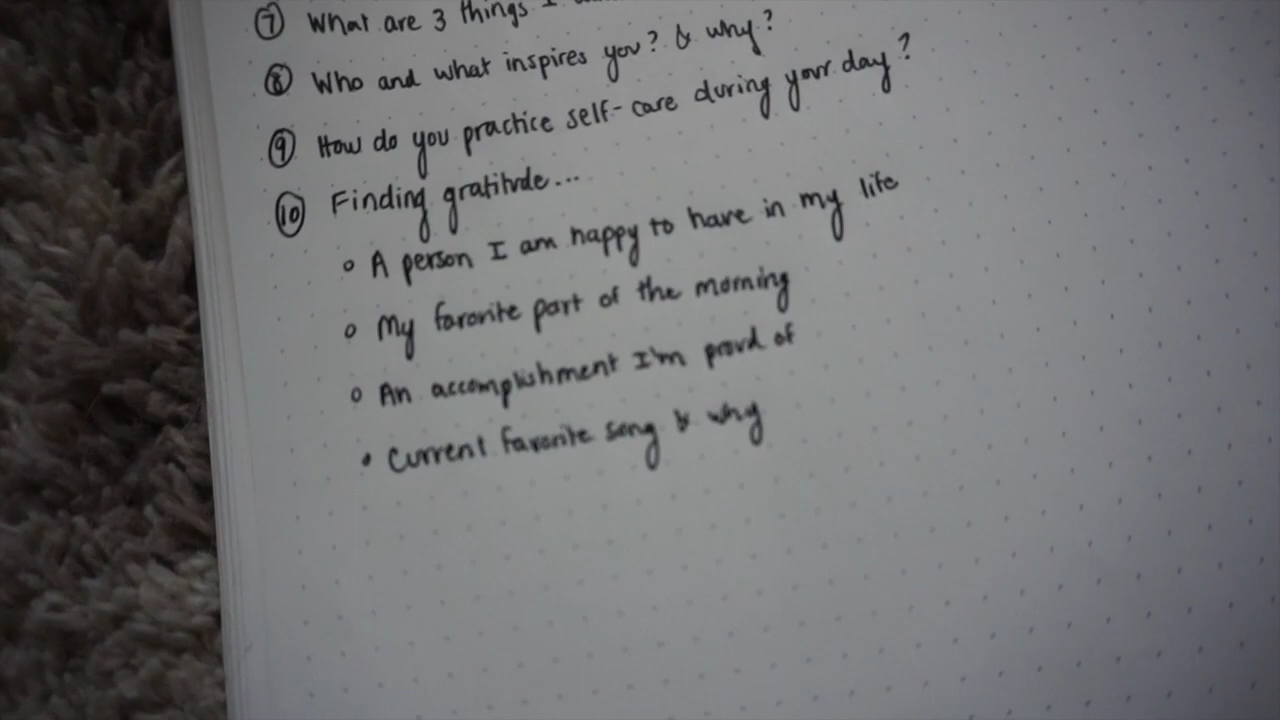 ⑦ What are 3 things I
⑧ Who and what inspires you? & why?
⑨ How do you practice self-care during your day?
⑩ Finding gratitude...
o A person I am happy to have in my life
o My favorite part of the morning
o An accomplishment I'm proud of
• Current favorite song & why